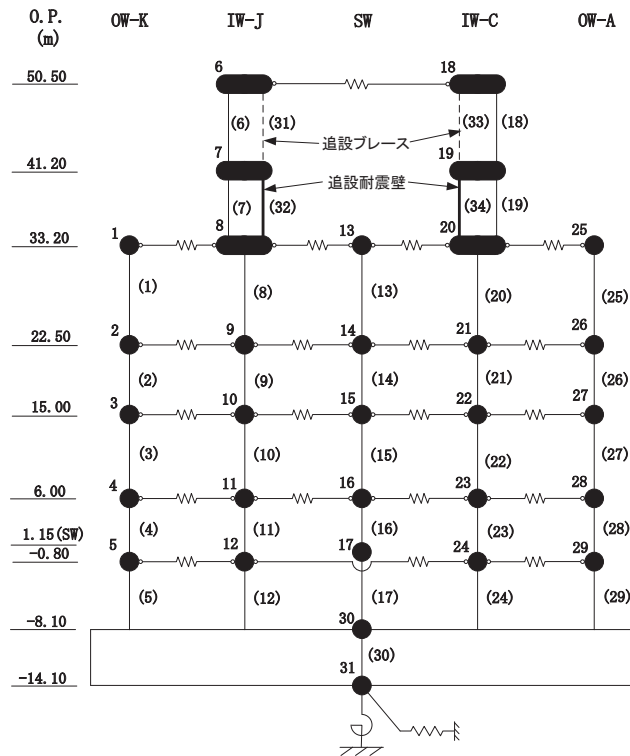 O.P. OW-K IW-J SW IW-C OW-A
(m)
6 18
50.50
(6) (31) (33) (18)
追設ブレース
7 19
41.20
追設耐震壁
(7) (32) (34) (19)
1 8 13 20 25
33.20
(1) (8) (13) (20) (25)
2 9 14 21 26
22.50
(2) (9) (14) (21) (26)
3 10 15 22 27
15.00
(3) (10) (15) (22) (27)
4 11 16 23 28
6.00
(4) (11) (16) (23) (28)
1.15(SW)
5 12 17 24 29
-0.80
(5) (12) (17) (24) (29)
30
-8.10
(30)
31
-14.10